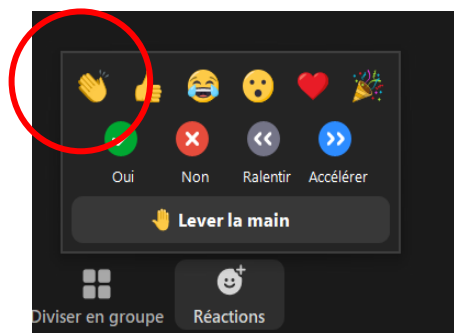 Oui Non Ralentir Accélérer
Lever la main
Diviser en groupe Réactions